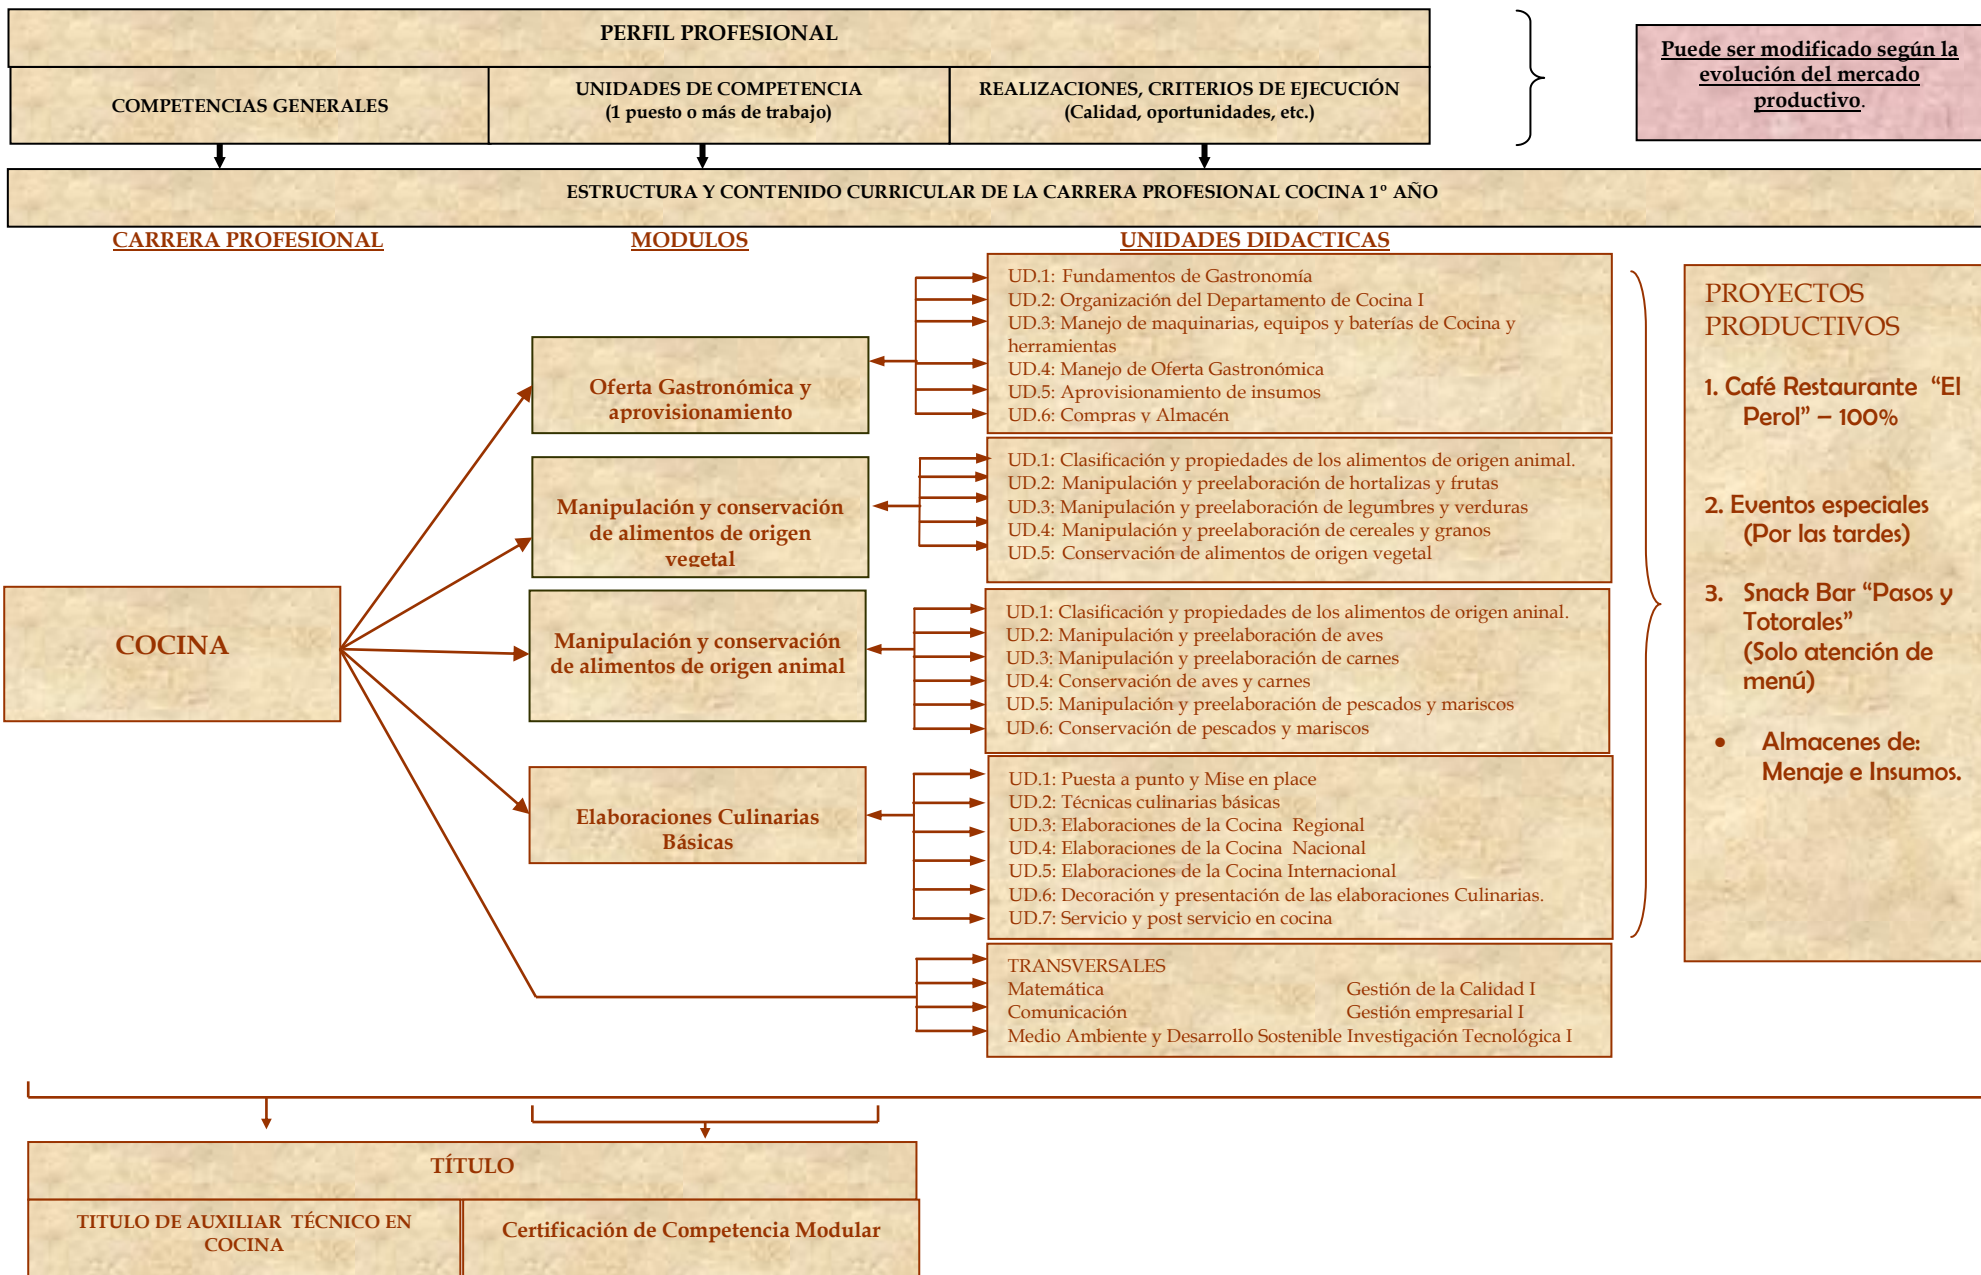 PERFIL PROFESIONAL
COMPETENCIAS GENERALES
UNIDADES DE COMPETENCIA
(1 puesto o más de trabajo)
REALIZACIONES, CRITERIOS DE EJECUCIÓN
(Calidad, oportunidades, etc.)
Puede ser modificado según la
evolución del mercado
productivo.
ESTRUCTURA Y CONTENIDO CURRICULAR DE LA CARRERA PROFESIONAL COCINA 1º AÑO
CARRERA PROFESIONAL
MODULOS
UNIDADES DIDACTICAS
COCINA
Oferta Gastronómica y
aprovisionamiento
UD.1: Fundamentos de Gastronomía
UD.2: Organización del Departamento de Cocina I
UD.3: Manejo de maquinarias, equipos y baterías de Cocina y
herramientas
UD.4: Manejo de Oferta Gastronómica
UD.5: Aprovisionamiento de insumos
UD.6: Compras y Almacén
Manipulación y conservación
de alimentos de origen
vegetal
UD.1: Clasificación y propiedades de los alimentos de origen animal.
UD.2: Manipulación y preelaboración de hortalizas y frutas
UD.3: Manipulación y preelaboración de legumbres y verduras
UD.4: Manipulación y preelaboración de cereales y granos
UD.5: Conservación de alimentos de origen vegetal
Manipulación y conservación
de alimentos de origen animal
UD.1: Clasificación y propiedades de los alimentos de origen aninal.
UD.2: Manipulación y preelaboración de aves
UD.3: Manipulación y preelaboración de carnes
UD.4: Conservación de aves y carnes
UD.5: Manipulación y preelaboración de pescados y mariscos
UD.6: Conservación de pescados y mariscos
Elaboraciones Culinarias
Básicas
UD.1: Puesta a punto y Mise en place
UD.2: Técnicas culinarias básicas
UD.3: Elaboraciones de la Cocina Regional
UD.4: Elaboraciones de la Cocina Nacional
UD.5: Elaboraciones de la Cocina Internacional
UD.6: Decoración y presentación de las elaboraciones Culinarias.
UD.7: Servicio y post servicio en cocina
TRANSVERSALES
Matemática Gestión de la Calidad I
Comunicación Gestión empresarial I
Medio Ambiente y Desarrollo Sostenible Investigación Tecnológica I
PROYECTOS
PRODUCTIVOS
1. Café Restaurante “El
Perol” – 100%
2. Eventos especiales
(Por las tardes)
3. Snack Bar “Pasos y
Totorales”
(Solo atención de
menú)
• Almacenes de:
Menaje e Insumos.
TÍTULO
TITULO DE AUXILIAR TÉCNICO EN
COCINA
Certificación de Competencia Modular